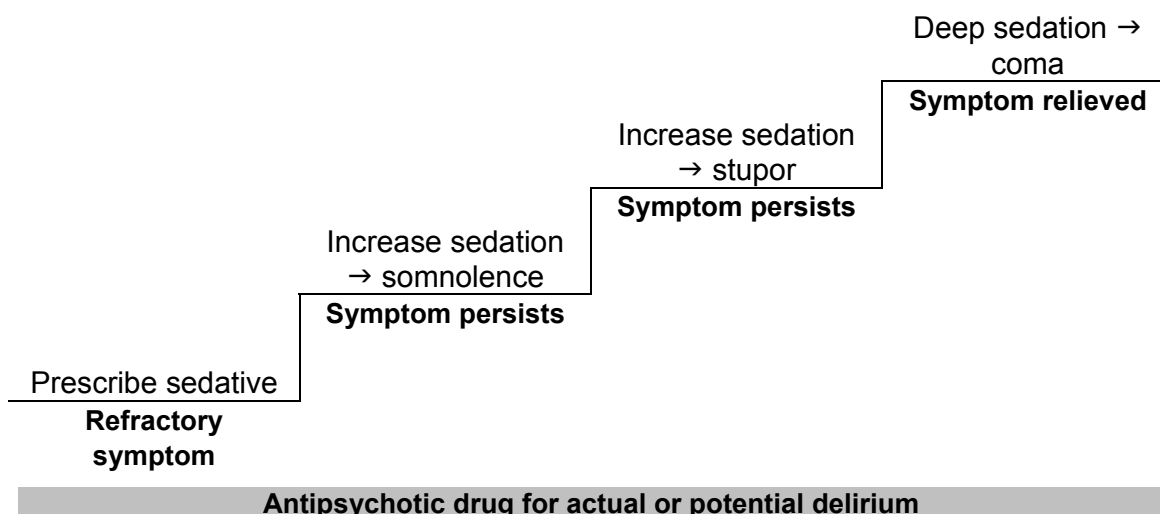 Deep sedation →
coma
Symptom relieved
Increase sedation
→ stupor
Symptom persists
Increase sedation
→ somnolence
Symptom persists
Prescribe sedative
Refractory
symptom
Antipsychotic drug for actual or potential delirium